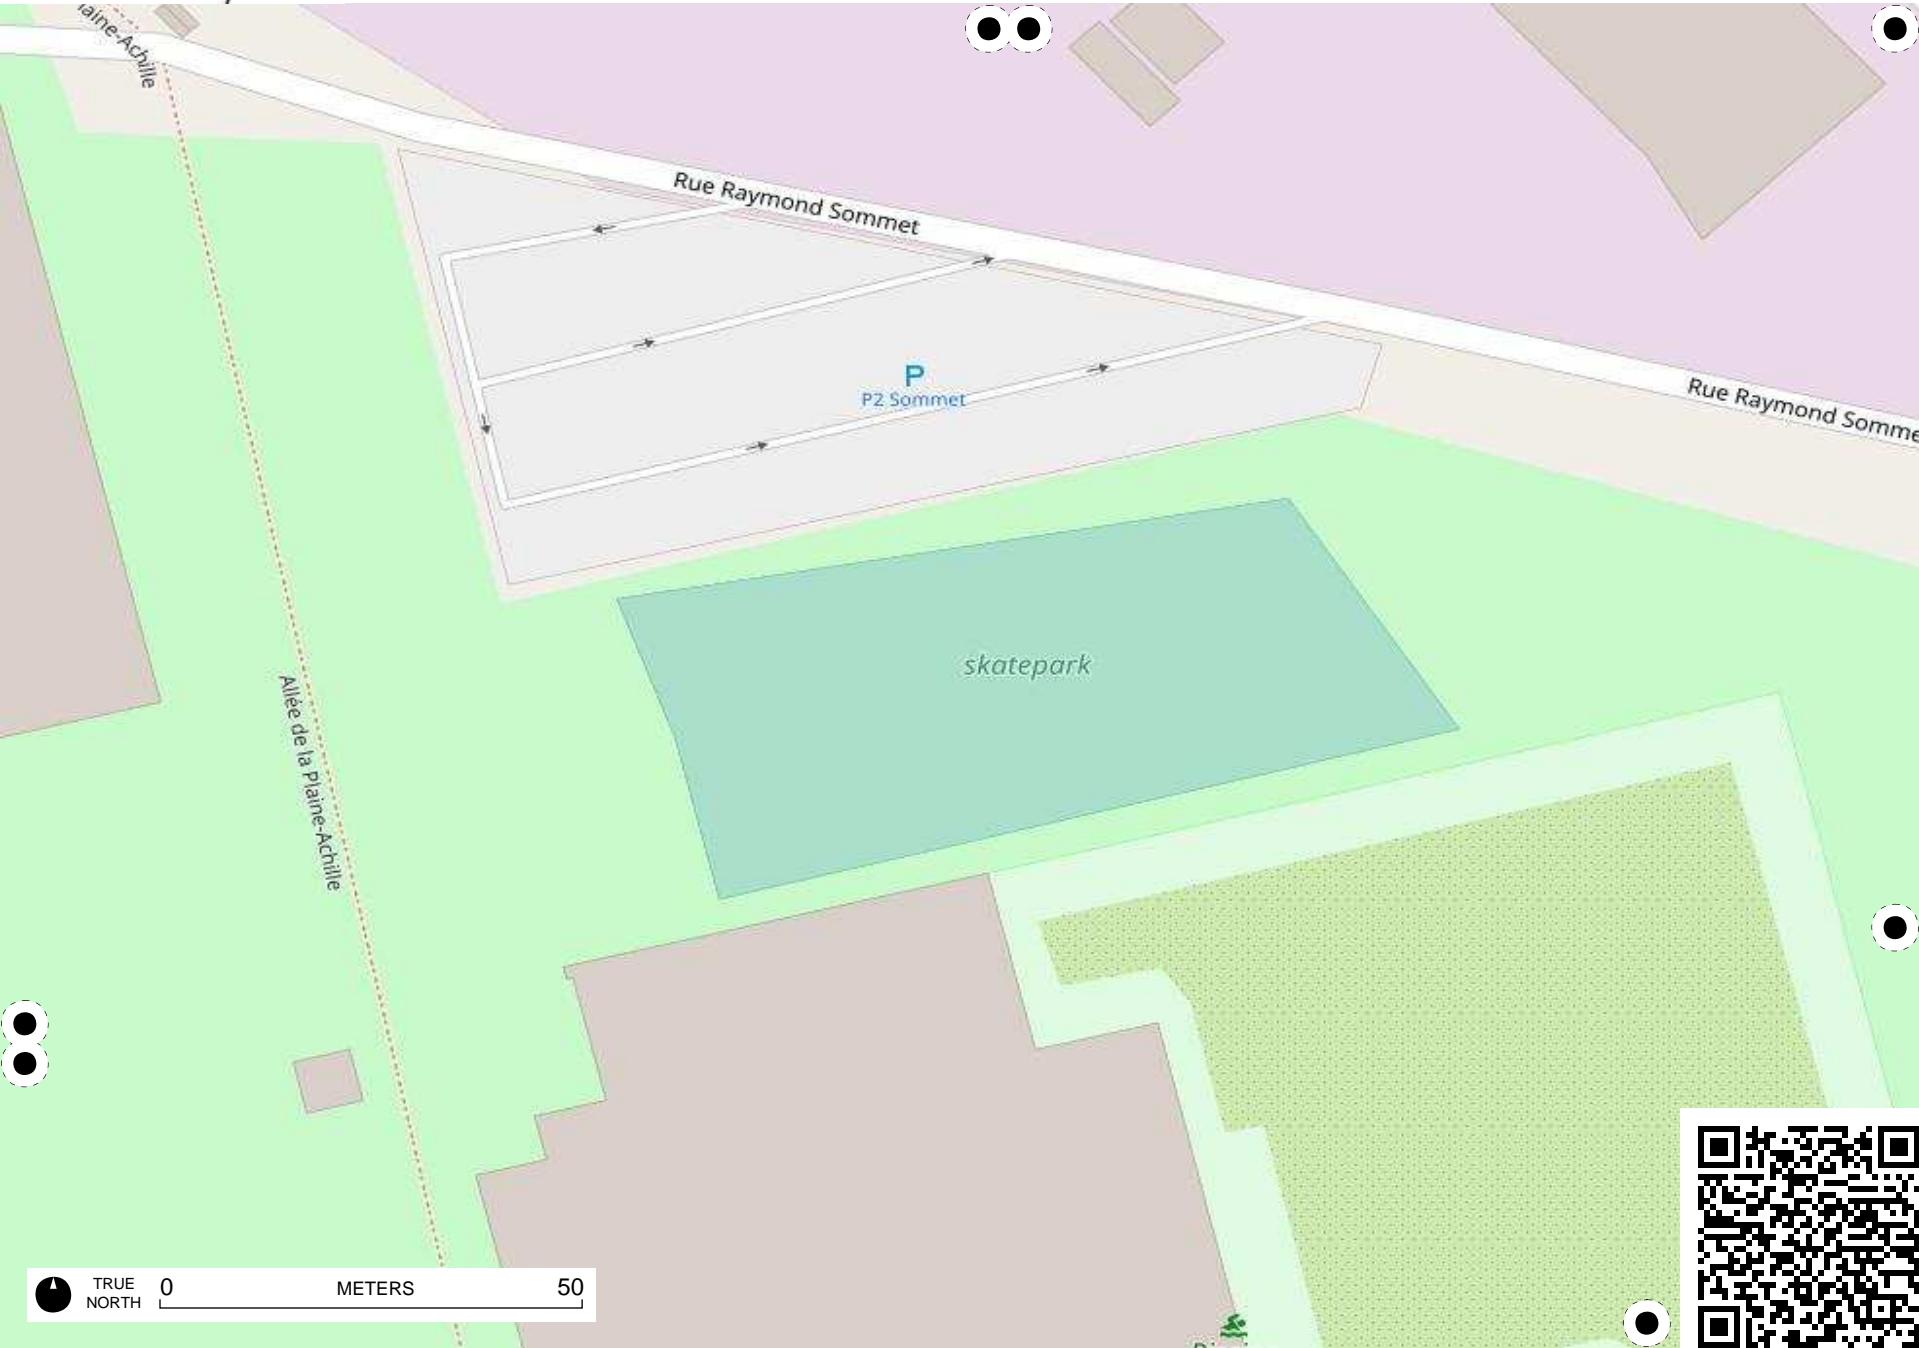 laine-Achille
Rue Raymond Sommet
P
P2 Sommet
Rue Raymond Somme
skatepark
Allée de la Plaine-Achille
TRUE NORTH
0 METERS 50